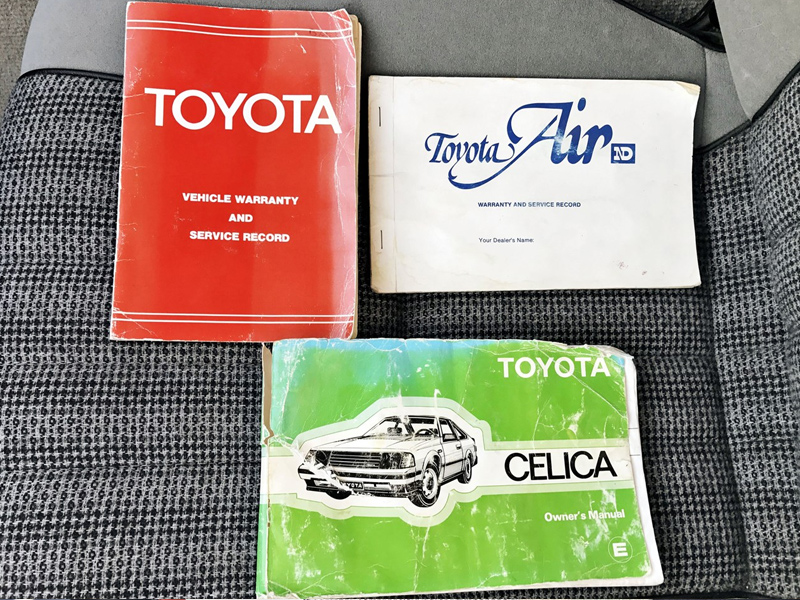 TOYOTA
VEHICLE WARRANTY
AND
SERVICE RECORD
Toyota Air ND
WARRANTY AND SERVICE RECORD
Your Dealer's Name:
TOYOTA
CELICA
TOYOTA
Owner's Manual
E